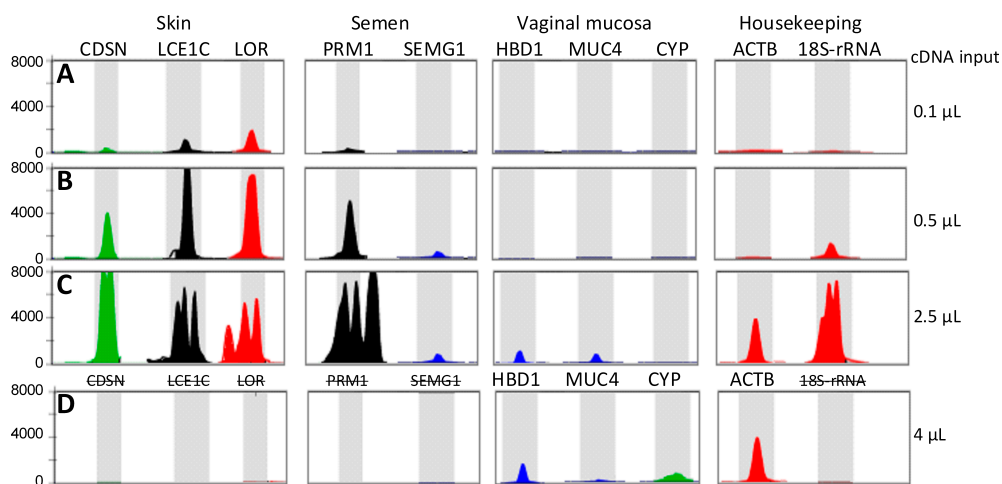 Skin Semen Vaginal mucosa Housekeeping
CDSN LCE1C LOR PRM1 SEMG1 HBD1 MUC4 CYP ACTB 18S-rRNA cDNA input
8000 A
4000 0.1 µL
0
8000 B
4000 0.5 µL
0
8000 C
4000 2.5 µL
0
CDSN LCE1C LOR PRM1 SEMG1 HBD1 MUC4 CYP ACTB 18S-rRNA
8000 D
4000 4 µL
0